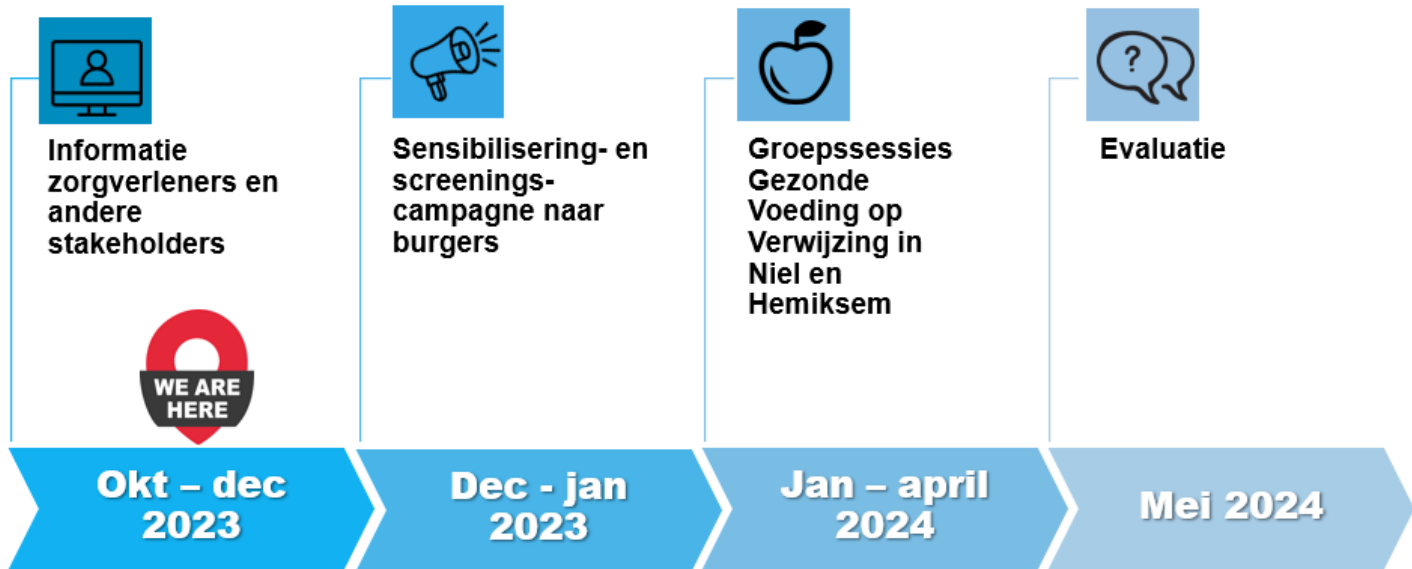 Informatie
zorgverleners en
andere
stakeholders
WE ARE
HERE
Okt – dec
2023
Sensibilisering- en
screenings-
campagne naar
burgers
Dec - jan
2023
Groepssessies
Gezonde
Voeding op
Verwijzing in
Niel en
Hemiksem
Jan – april
2024
?
Evaluatie
Mei 2024